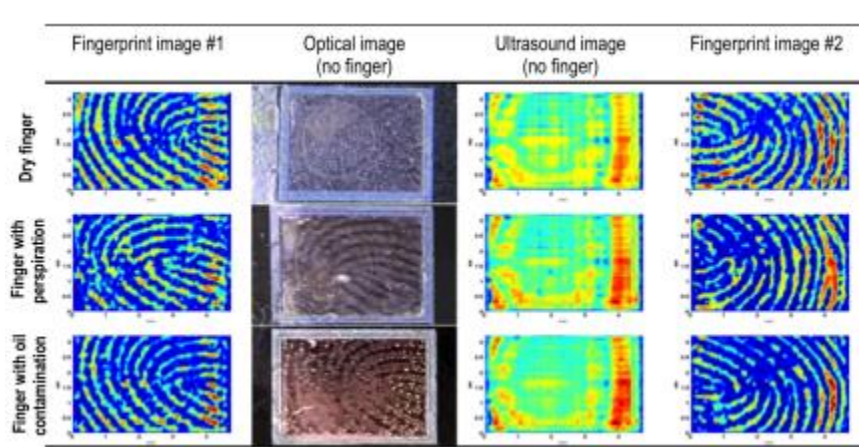 Fingerprint image #1
Optical image
(no finger)
Ultrasound image
(no finger)
Fingerprint image #2
Dry finger
Finger with
perspiration
Finger with oil
contamination